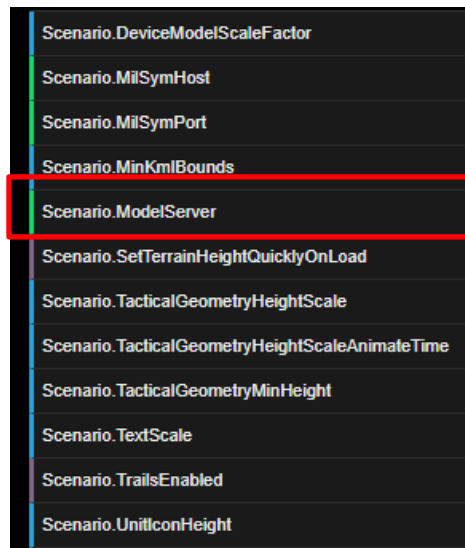 Scenario.DeviceModelScaleFactor
Scenario.MilSymHost
Scenario.MilSymPort
Scenario.MinKmlBounds
Scenario.ModelServer
Scenario.SetTerrainHeightQuicklyOnLoad
Scenario.TacticalGeometryHeightScale
Scenario.TacticalGeometryHeightScaleAnimateTime
Scenario.TacticalGeometryMinHeight
Scenario.TextScale
Scenario.TrailsEnabled
Scenario.UnitIconHeight